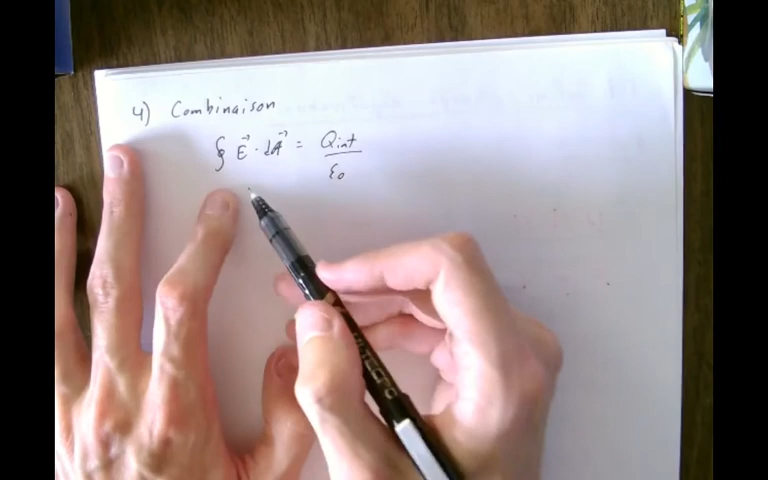 4) Combinaison
∮ E⃗ · dA⃗ = Qint / ε0